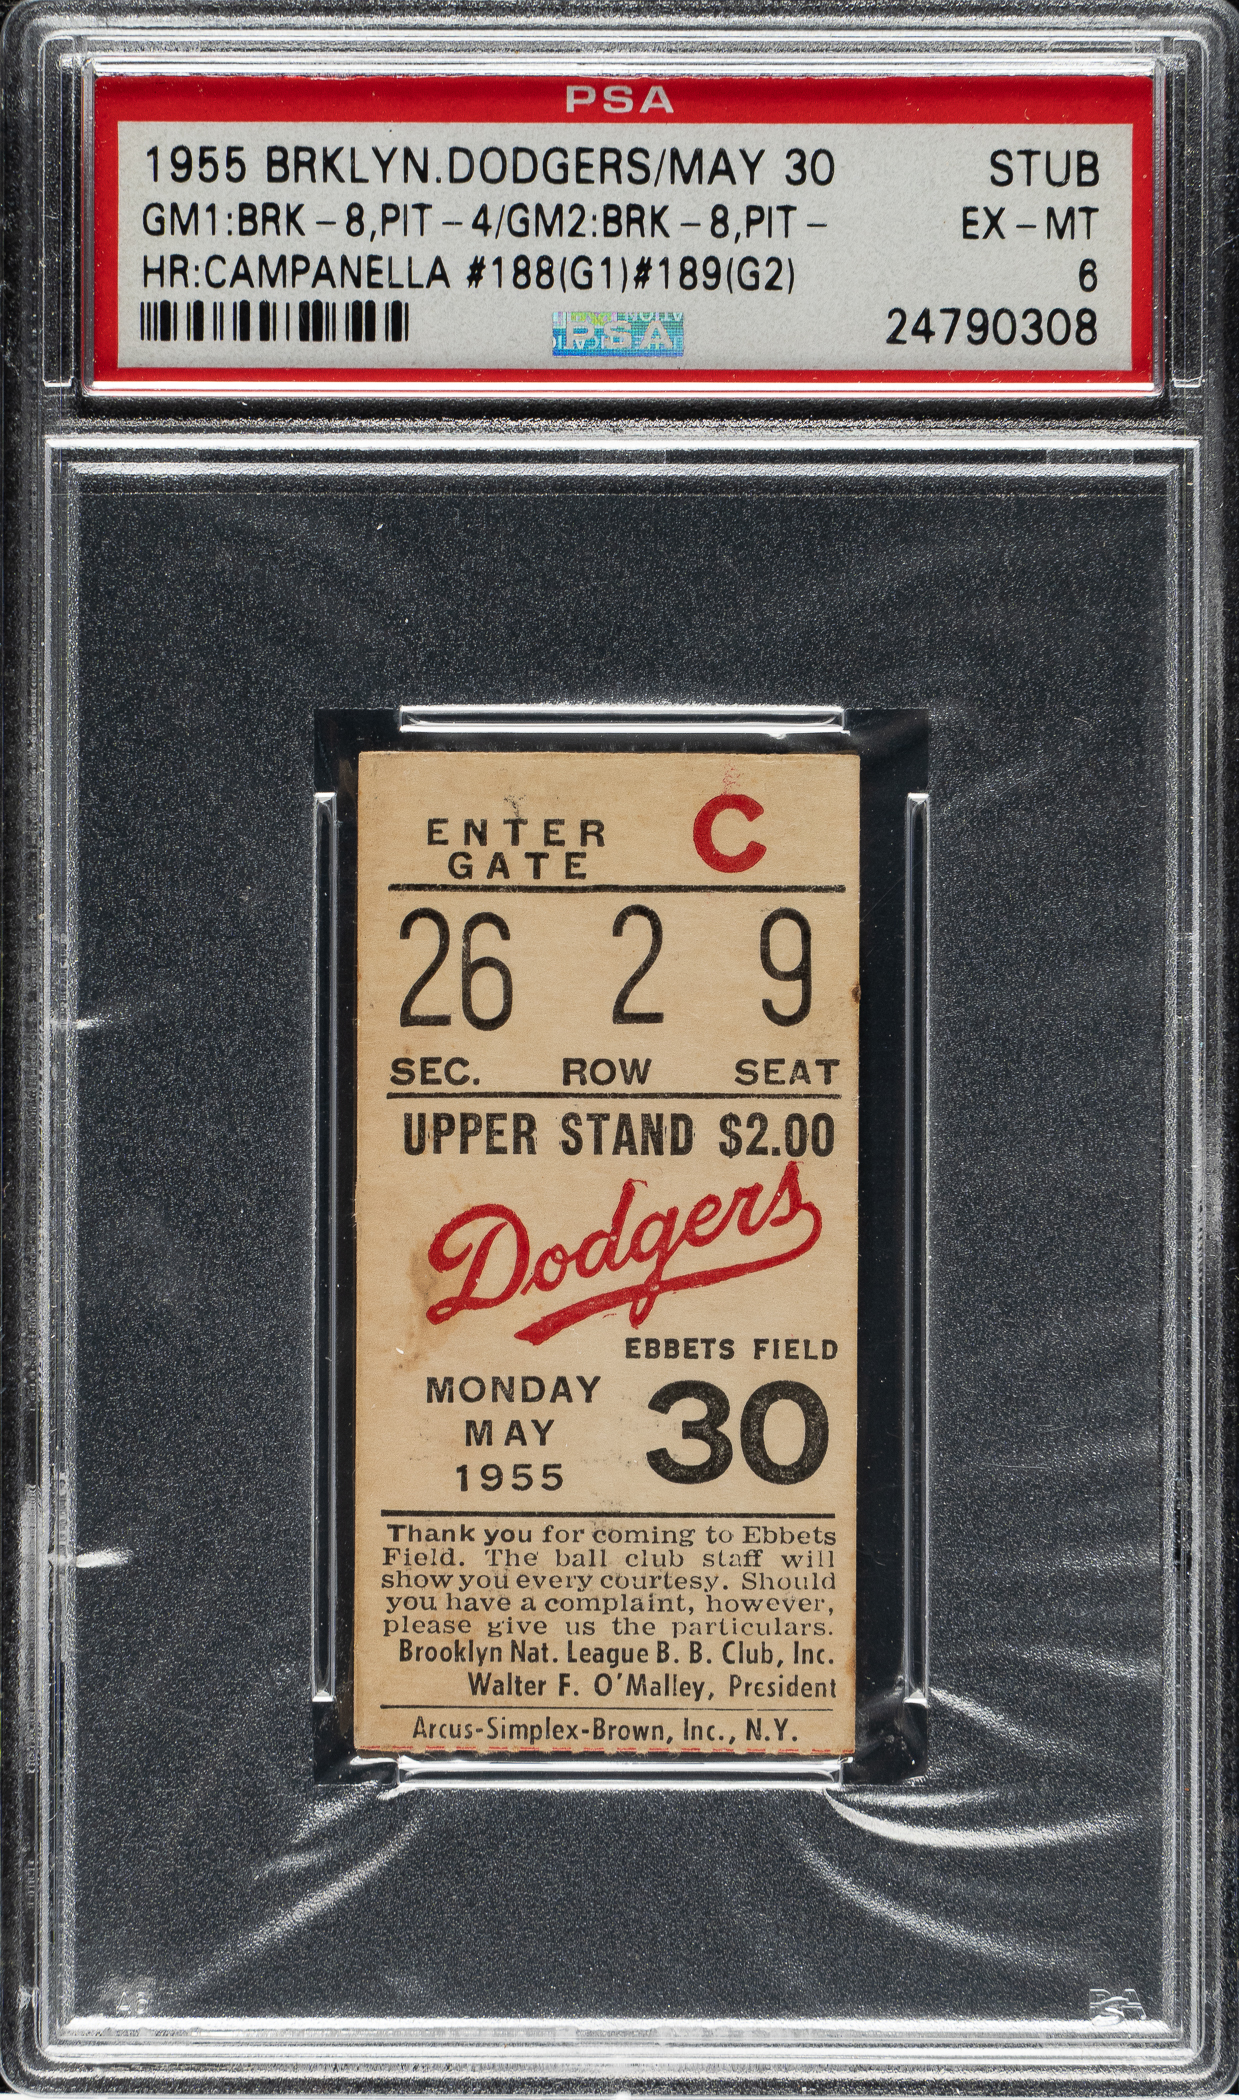 PSA
1955 BRKLYN.DODGERS/MAY 30 STUB
GM1:BRK-8,PIT-4/GM2:BRK-8,PIT- EX-MT
HR:CAMPANELLA #188(G1)#189(G2) 6
PSA 24790308
ENTER
GATE C
26 2 9
SEC. ROW SEAT
UPPER STAND $2.00
Dodgers
EBBETS FIELD
MONDAY
MAY 30
1955
Thank you for coming to Ebbets
Field. The ball club staff will
show you every courtesy. Should
you have a complaint, however,
please give us the particulars.
Brooklyn Nat. League B. B. Club, Inc.
Walter F. O'Malley, President
Arcus-Simplex-Brown, Inc., N.Y.
PSA